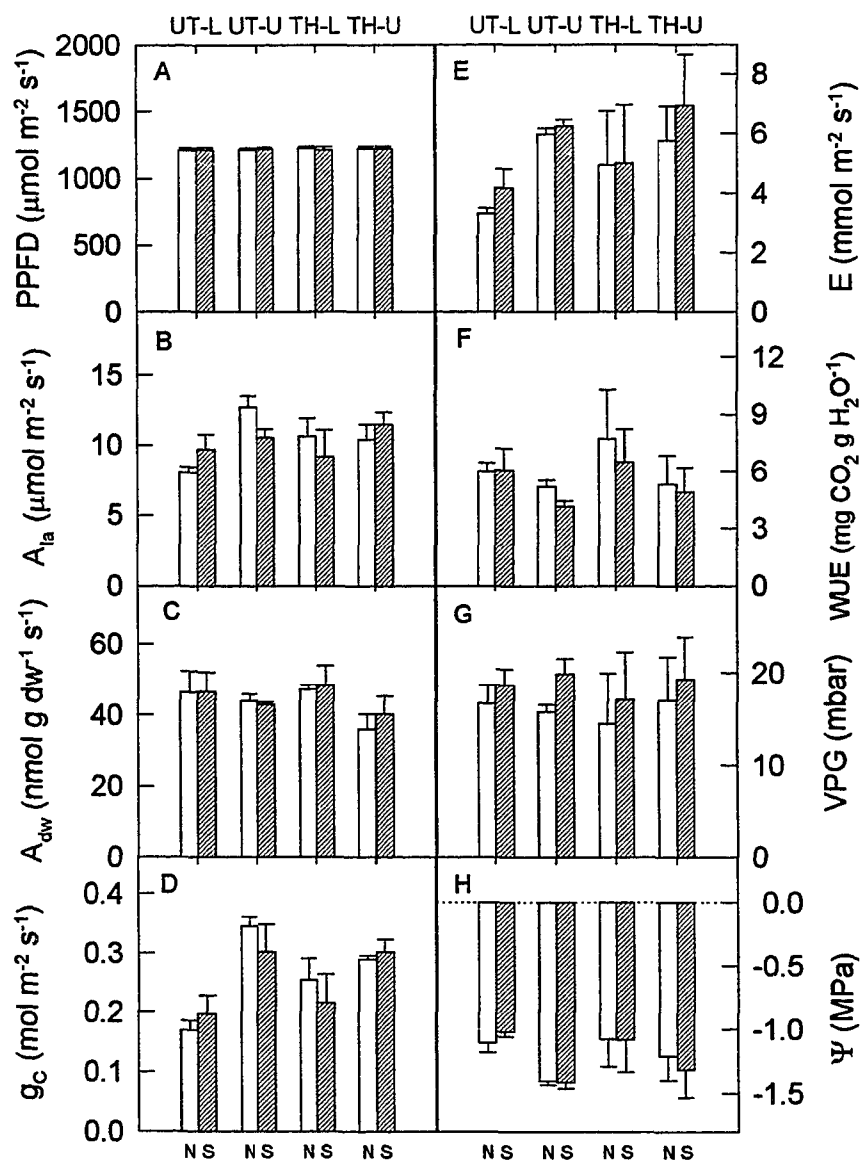 UT-L UT-U TH-L TH-U UT-L UT-U TH-L TH-U
A
PPFD (μmol m⁻² s⁻¹)
2000
1500
1000
500
0
E
E (mmol m⁻² s⁻¹)
8
6
4
2
0
B
A_la (μmol m⁻² s⁻¹)
15
10
5
0
F
WUE (mg CO₂ g H₂O⁻¹)
12
9
6
3
0
C
A_dw (nmol g dw⁻¹ s⁻¹)
60
40
20
0
G
VPG (mbar)
20
10
0
D
g_c (mol m⁻² s⁻¹)
0.4
0.3
0.2
0.1
0.0
H
Ψ (MPa)
0.0
-0.5
-1.0
-1.5
N S N S N S N S N S N S N S N S